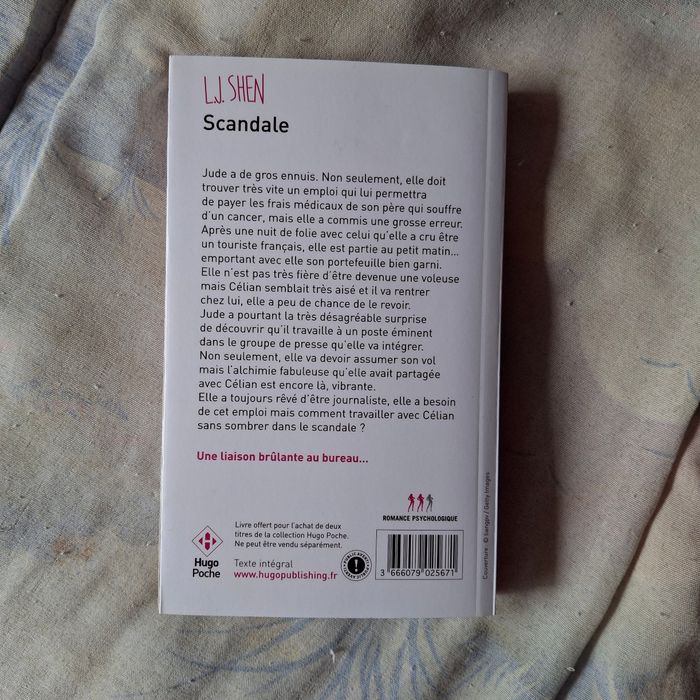 L.J. SHEN
Scandale
Jude a de gros ennuis. Non seulement, elle doit
trouver très vite un emploi qui lui permettra
de payer les frais médicaux de son père qui souffre
d'un cancer, mais elle a commis une grosse erreur.
Après une nuit de folie avec celui qu'elle a cru être
un touriste français, elle est partie au petit matin...
emportant avec elle son portefeuille bien garni.
Elle n'est pas très fière d'être devenue une voleuse
mais Célian semblait très aisé et il va rentrer
chez lui, elle a peu de chance de le revoir.
Jude a pourtant la très désagréable surprise
de découvrir qu'il travaille à un poste éminent
dans le groupe de presse qu'elle va intégrer.
Non seulement, elle va devoir assumer son vol
mais l'alchimie fabuleuse qu'elle avait partagée
avec Célian est encore là, vibrante.
Elle a toujours rêvé d'être journaliste, elle a besoin
de cet emploi mais comment travailler avec Célian
sans sombrer dans le scandale ?
Une liaison brûlante au bureau...
ROMANCE PSYCHOLOGIQUE
Livre offert pour l'achat de deux
titres de la collection Hugo Poche.
Ne peut être vendu séparément.
Texte intégral
www.hugopublishing.fr
Hugo
Poche
PUBLIC AVERTI
3 666079 025671
Couverture : © liangpv / Getty Images